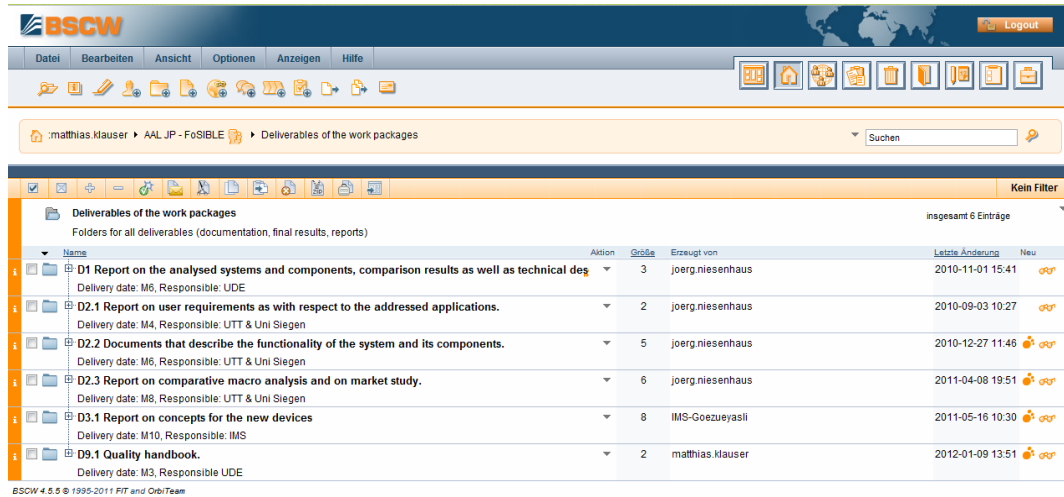 BSCW
Logout
Datei Bearbeiten Ansicht Optionen Anzeigen Hilfe
:matthias.klauser AAL JP - FoSIBLE Deliverables of the work packages
Suchen
Kein Filter
Deliverables of the work packages
insgesamt 6 Einträge
Folders for all deliverables (documentation, final results, reports)
Name Aktion Größe Erzeugt von Letzte Änderung Neu
D1 Report on the analysed systems and components, comparison results as well as technical des 3 joerg.niesenhaus 2010-11-01 15:41
Delivery date: M6, Responsible: UDE
D2.1 Report on user requirements as with respect to the addressed applications. 2 joerg.niesenhaus 2010-09-03 10:27
Delivery date: M4, Responsible: UTT & Uni Siegen
D2.2 Documents that describe the functionality of the system and its components. 5 joerg.niesenhaus 2010-12-27 11:46
Delivery date: M6, Responsible: UTT & Uni Siegen
D2.3 Report on comparative macro analysis and on market study. 6 joerg.niesenhaus 2011-04-08 19:51
Delivery date: M8, Responsible: UTT & Uni Siegen
D3.1 Report on concepts for the new devices 8 IMS-Goezueyasli 2011-05-16 10:30
Delivery date: M10, Responsible: IMS
D9.1 Quality handbook. 2 matthias.klauser 2012-01-09 13:51
Delivery date: M3, Responsible UDE
BSCW 4.5.5 © 1995-2011 FIT and OrbiTeam